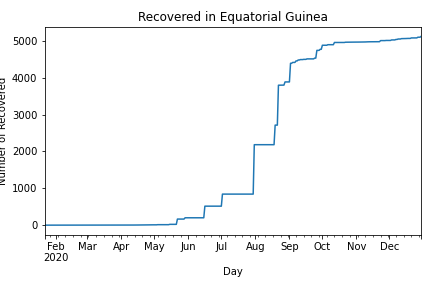 Recovered in Equatorial Guinea
5000
4000
3000
2000
1000
0
Number of Recovered
Feb Mar Apr May Jun Jul Aug Sep Oct Nov Dec
2020
Day